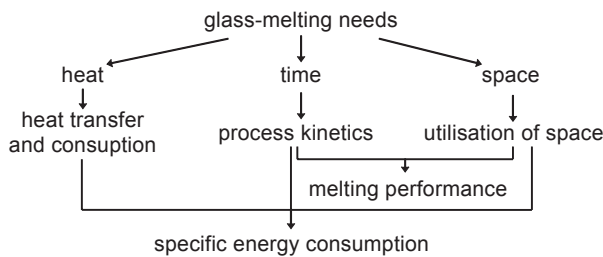 glass-melting needs
heat
time
space
heat transfer
and consuption
process kinetics
utilisation of space
melting performance
specific energy consumption